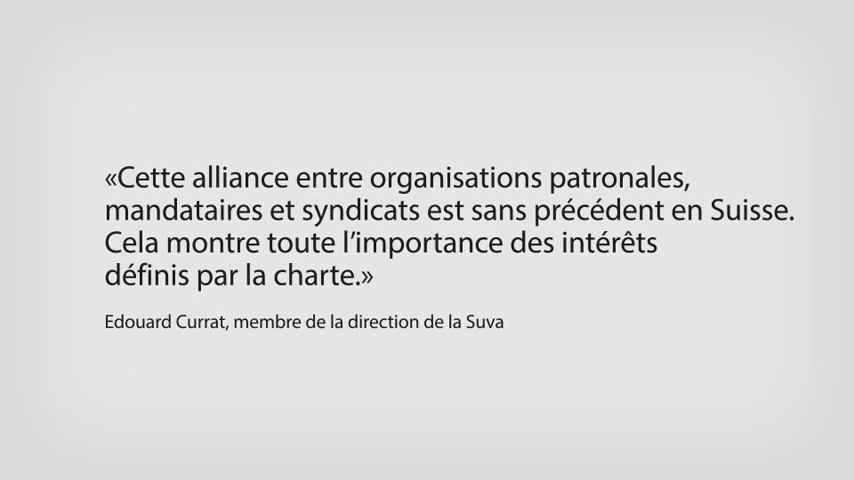 «Cette alliance entre organisations patronales,
mandataires et syndicats est sans précédent en Suisse.
Cela montre toute l’importance des intérêts
définis par la charte.»
Edouard Currat, membre de la direction de la Suva